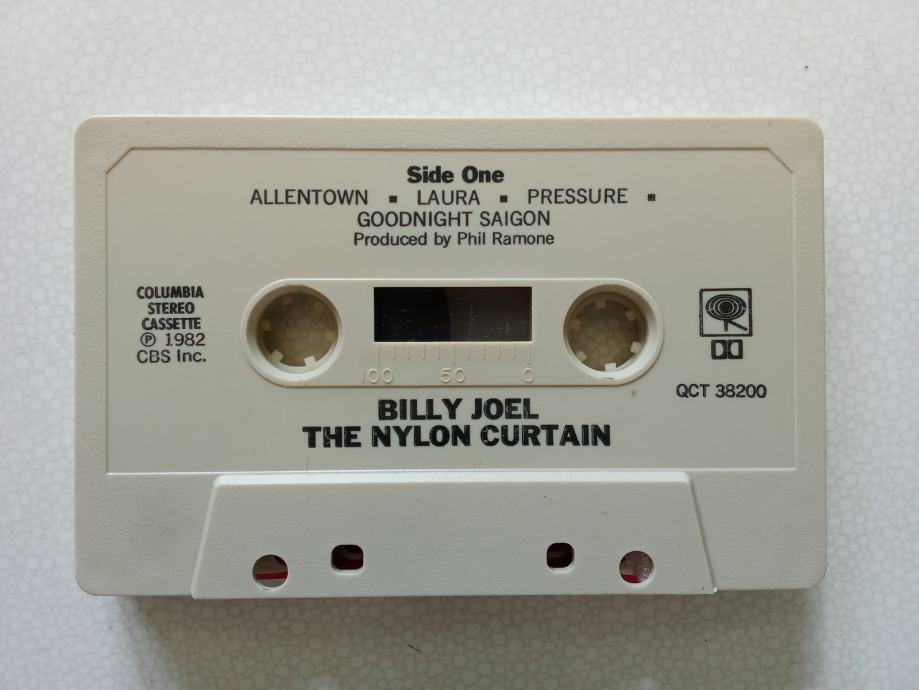 Side One
ALLENTOWN ▪ LAURA ▪ PRESSURE ▪
GOODNIGHT SAIGON
Produced by Phil Ramone
COLUMBIA
STEREO
CASSETTE
℗ 1982
CBS Inc.
100 50 0
QCT 38200
BILLY JOEL
THE NYLON CURTAIN